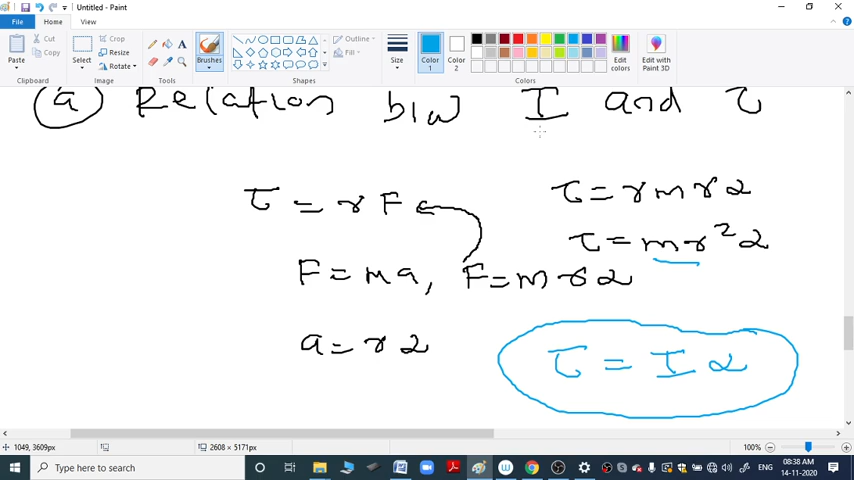 Untitled - Paint
File Home View
Paste
Cut
Copy
Clipboard
Select
Crop
Resize
Rotate
Image
Tools
Brushes
Shapes
Outline
Fill
Size
Color 1
Color 2
Colors
Edit colors
Edit with Paint 3D
(a) Relation b/w I and τ
τ = rF
τ = r m r α
τ = m r² α
F = ma, F = m r α
a = r α
τ = I α
1049, 3609px
2608 × 5171px
100%
Type here to search
ENG
08:38 AM
14-11-2020